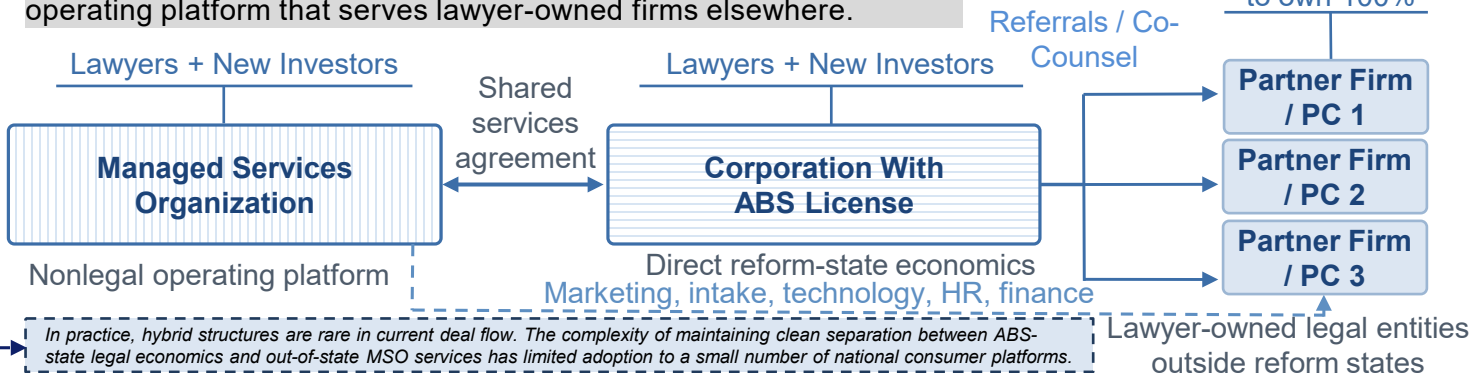 operating platform that serves lawyer-owned firms elsewhere.
to own 100%
Referrals / Co-
Counsel
Lawyers + New Investors
Shared
services
agreement
Lawyers + New Investors
Managed Services
Organization
Corporation With
ABS License
Partner Firm
/ PC 1
Partner Firm
/ PC 2
Partner Firm
/ PC 3
Nonlegal operating platform
Direct reform-state economics
Marketing, intake, technology, HR, finance
In practice, hybrid structures are rare in current deal flow. The complexity of maintaining clean separation between ABS-
state legal economics and out-of-state MSO services has limited adoption to a small number of national consumer platforms.
Lawyer-owned legal entities
outside reform states